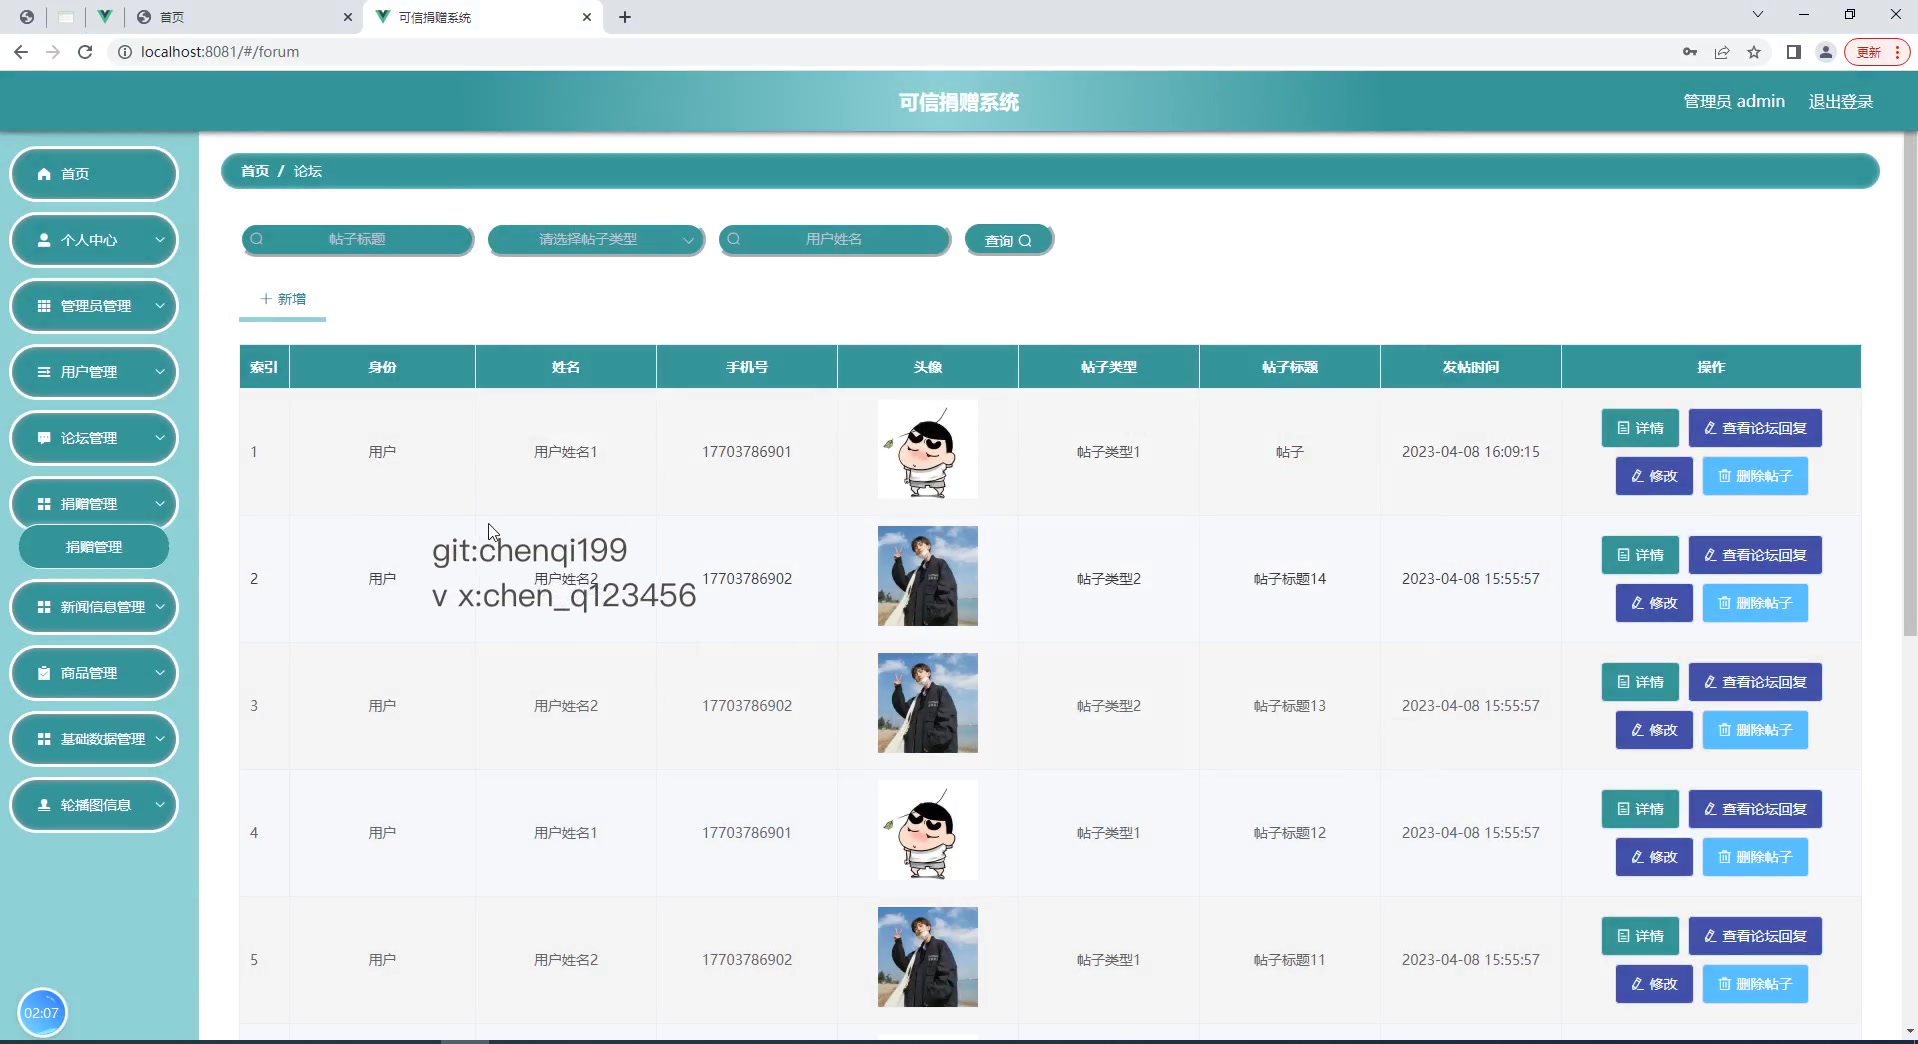 首页
可信捐赠系统
localhost:8081/#/forum
更新
可信捐赠系统
管理员 admin
退出登录
首页
个人中心
管理员管理
用户管理
论坛管理
捐赠管理
捐赠管理
新闻信息管理
商品管理
基础数据管理
轮播图信息
02:07
首页 / 论坛
帖子标题 请选择帖子类型 用户姓名 查询
新增
索引 身份 姓名 手机号 头像 帖子类型 帖子标题 发帖时间 操作
1 用户 用户姓名1 17703786901 帖子类型1 帖子 2023-04-08 16:09:15
详情 查看论坛回复
修改 删除帖子
git:chenqi199
2 用户 用户姓名2 17703786902 帖子类型2 帖子标题14 2023-04-08 15:55:57
v x:chen_q123456
详情 查看论坛回复
修改 删除帖子
3 用户 用户姓名2 17703786902 帖子类型2 帖子标题13 2023-04-08 15:55:57
详情 查看论坛回复
修改 删除帖子
4 用户 用户姓名1 17703786901 帖子类型1 帖子标题12 2023-04-08 15:55:57
详情 查看论坛回复
修改 删除帖子
5 用户 用户姓名2 17703786902 帖子类型1 帖子标题11 2023-04-08 15:55:57
详情 查看论坛回复
修改 删除帖子